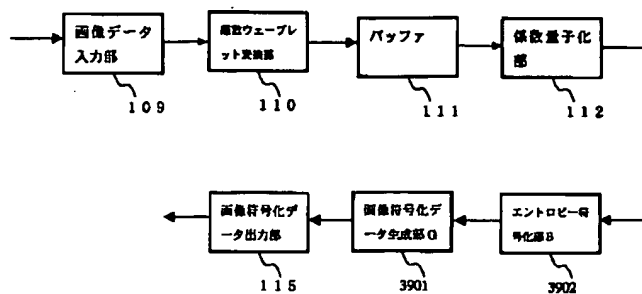 画像データ
入力部
離散ウェーブレ
ット変換部
バッファ
係数量子化
部
109
110
111
112
画像符号化デ
ータ出力部
画像符号化デ
ータ生成部G
エントロピー符
号化部B
115
3901
3902